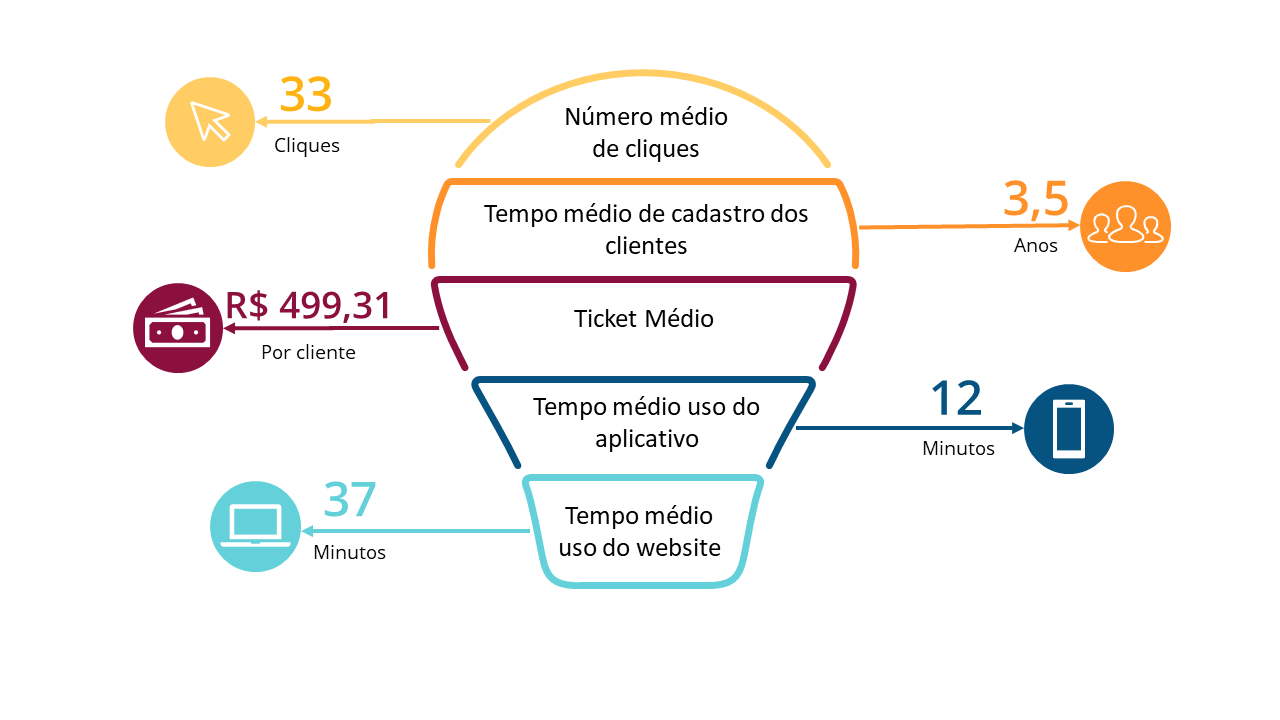 33
Cliques
Número médio
de cliques
Tempo médio de cadastro dos
clientes
3,5
Anos
R$ 499,31
Por cliente
Ticket Médio
Tempo médio uso do
aplicativo
12
Minutos
37
Minutos
Tempo médio
uso do website